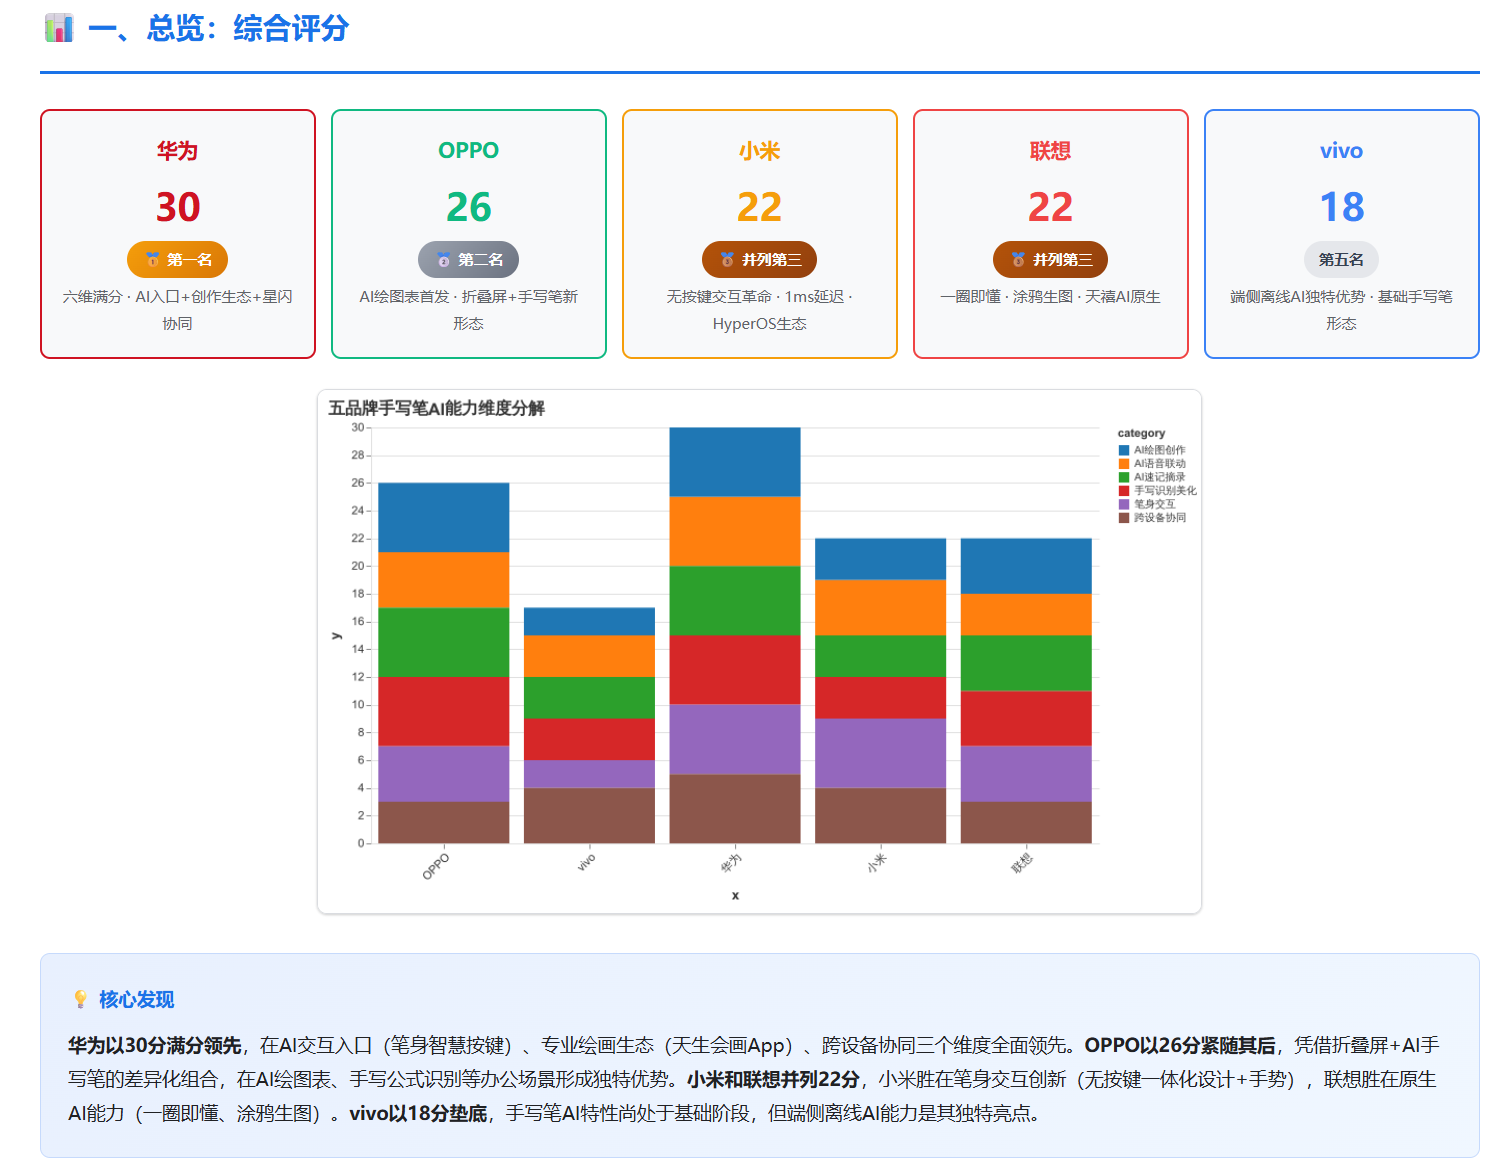 一、总览：综合评分
华为
30
第一名
六维满分 · AI入口+创作生态+星闪
协同
OPPO
26
第二名
AI绘图表首发 · 折叠屏+手写笔新
形态
小米
22
并列第三
无按键交互革命 · 1ms延迟 ·
HyperOS生态
联想
22
并列第三
一圈即懂 · 涂鸦生图 · 天禧AI原生
vivo
18
第五名
端侧离线AI独特优势 · 基础手写笔
形态
五品牌手写笔AI能力维度分解
30
28
26
24
22
20
18
16
14
12
10
8
6
4
2
0
y
OPPO
vivo
华为
小米
联想
x
category
AI绘图创作
AI语音联动
AI速记摘录
手写识别美化
笔身交互
跨设备协同
核心发现
华为以30分满分领先，在AI交互入口（笔身智慧按键）、专业绘画生态（天生会画App）、跨设备协同三个维度全面领先。OPPO以26分紧随其后，凭借折叠屏+AI手
写笔的差异化组合，在AI绘图表、手写公式识别等办公场景形成独特优势。小米和联想并列22分，小米胜在笔身交互创新（无按键一体化设计+手势），联想胜在原生
AI能力（一圈即懂、涂鸦生图）。vivo以18分垫底，手写笔AI特性尚处于基础阶段，但端侧离线AI能力是其独特亮点。